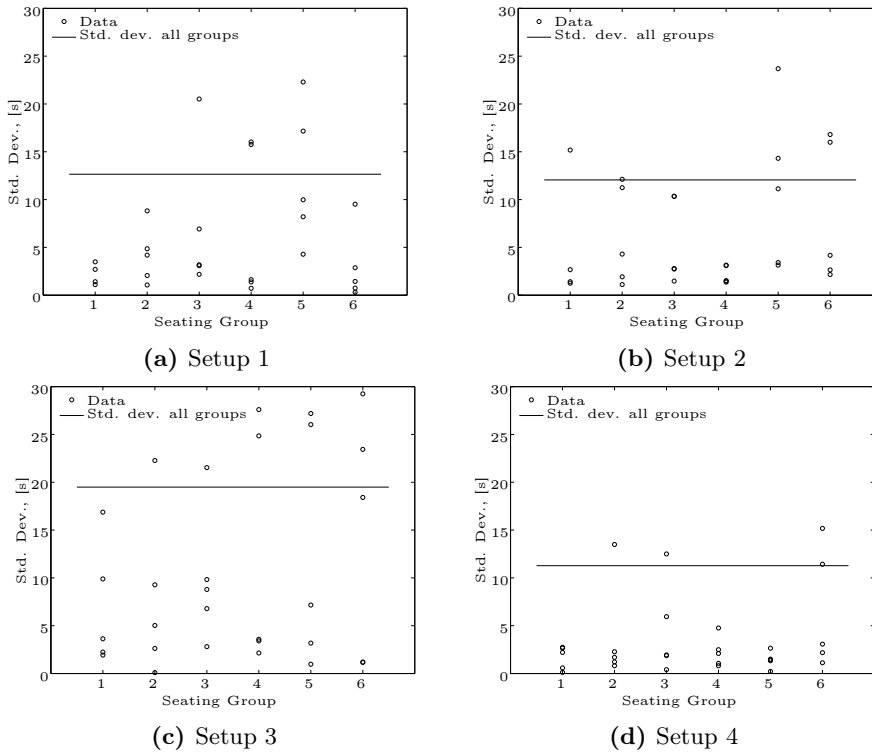 30
25
20
15
10
5
0
Std. Dev., [s]
Data
Std. dev. all groups
1 2 3 4 5 6
Seating Group
(a) Setup 1
30
25
20
15
10
5
0
Std. Dev., [s]
Data
Std. dev. all groups
1 2 3 4 5 6
Seating Group
(b) Setup 2
30
25
20
15
10
5
0
Std. Dev., [s]
Data
Std. dev. all groups
1 2 3 4 5 6
Seating Group
(c) Setup 3
30
25
20
15
10
5
0
Std. Dev., [s]
Data
Std. dev. all groups
1 2 3 4 5 6
Seating Group
(d) Setup 4